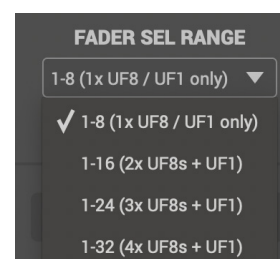 FADER SEL RANGE
1-8 (1x UF8 / UF1 only) ▼
✓ 1-8 (1x UF8 / UF1 only)
1-16 (2x UF8s + UF1)
1-24 (3x UF8s + UF1)
1-32 (4x UF8s + UF1)